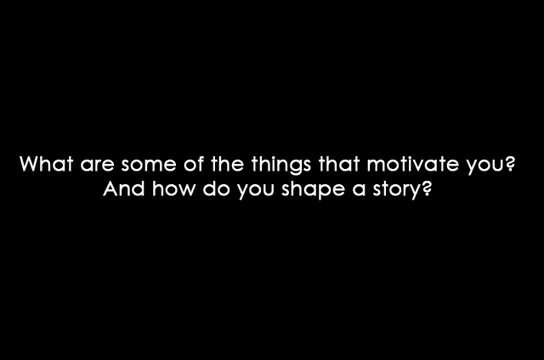 What are some of the things that motivate you?
And how do you shape a story?